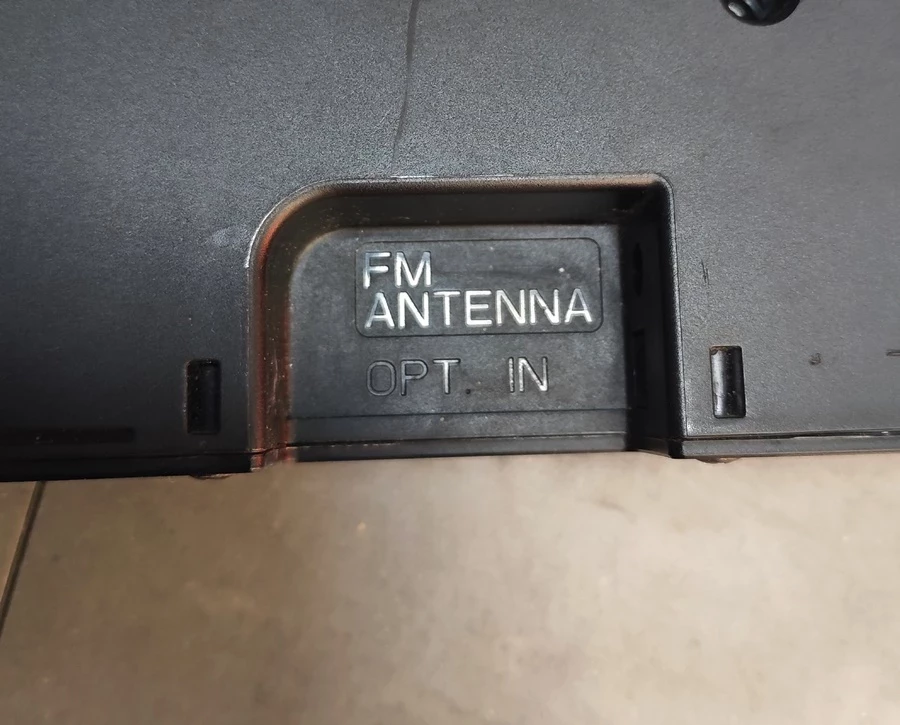 FM
ANTENNA
OPT IN